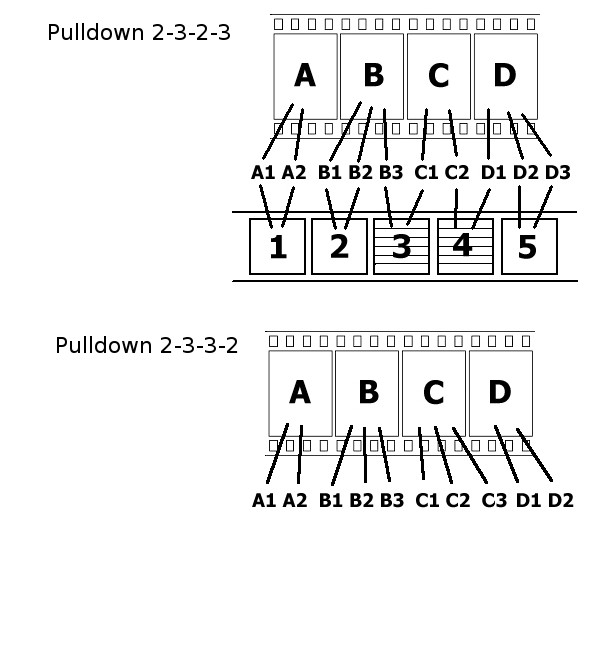 Pulldown 2-3-2-3
A B C D
A1 A2 B1 B2 B3 C1 C2 D1 D2 D3
1 2 3 4 5
Pulldown 2-3-3-2
A B C D
A1 A2 B1 B2 B3 C1 C2 C3 D1 D2